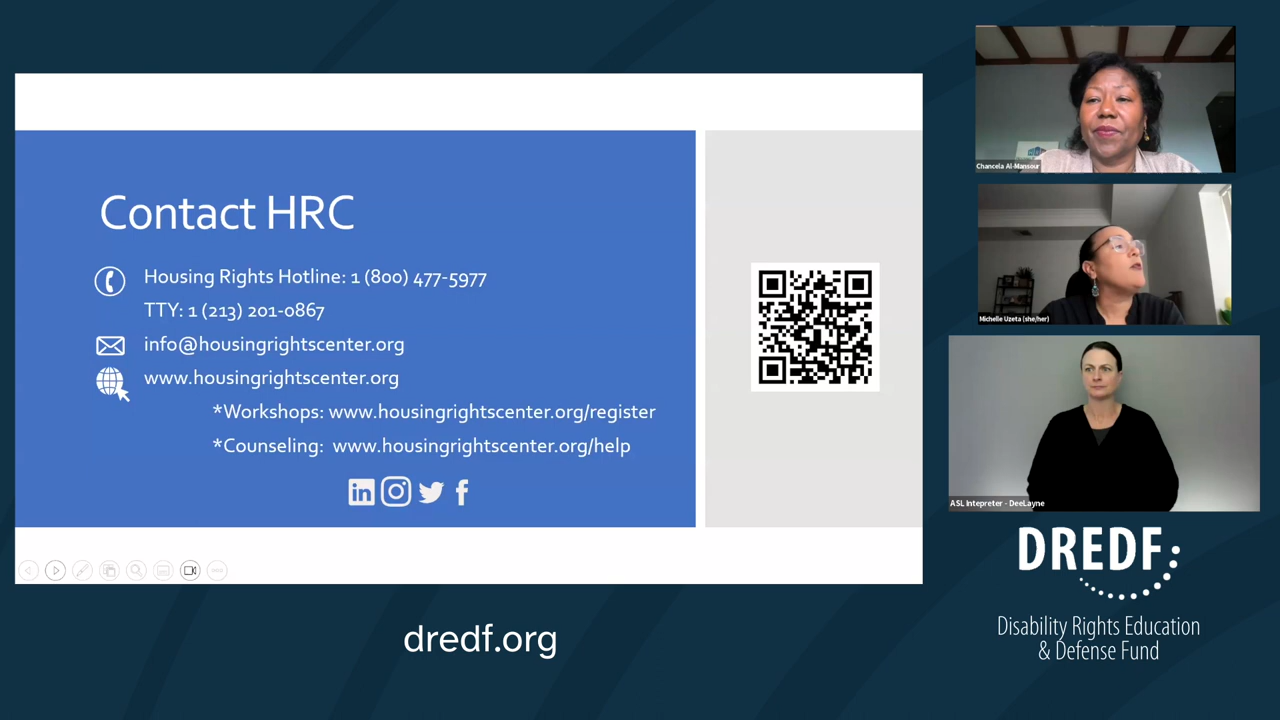 Contact HRC
Housing Rights Hotline: 1 (800) 477-5977
TTY: 1 (213) 201-0867
info@housingrightscenter.org
www.housingrightscenter.org
*Workshops: www.housingrightscenter.org/register
*Counseling: www.housingrightscenter.org/help
dredf.org
Chancela Al-Mansour
Michelle Uzeta (she/her)
ASL Intepreter - DeeLayne
DREDF
Disability Rights Education
& Defense Fund